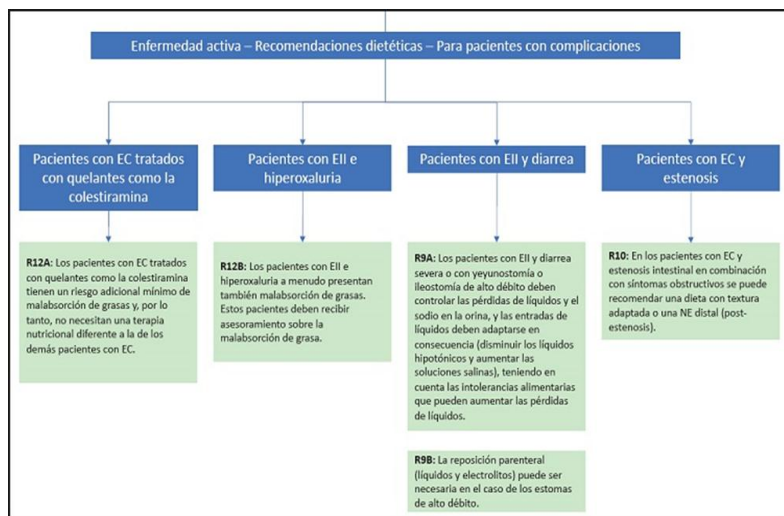 Enfermedad activa – Recomendaciones dietéticas – Para pacientes con complicaciones
Pacientes con EC tratados
con quelantes como la
colestiramina
R12A: Los pacientes con EC tratados
con quelantes como la colestiramina
tienen un riesgo adicional mínimo de
malabsorción de grasas y, por lo
tanto, no necesitan una terapia
nutricional diferente a la de los
demás pacientes con EC.
Pacientes con EII e
hiperoxaluria
R12B: Los pacientes con EII e
hiperoxaluria a menudo presentan
también malabsorción de grasas.
Estos pacientes deben recibir
asesoramiento sobre la
malabsorción de grasa.
Pacientes con EII y diarrea
R9A: Los pacientes con EII y diarrea
severa o con yeyunostomía o
ileostomía de alto débito deben
controlar las pérdidas de líquidos y el
sodio en la orina, y las entradas de
líquidos deben adaptarse en
consecuencia (disminuir los líquidos
hipotónicos y aumentar las
soluciones salinas), teniendo en
cuenta las intolerancias alimentarias
que pueden aumentar las pérdidas
de líquidos.
R9B: La reposición parenteral
(líquidos y electrolitos) puede ser
necesaria en el caso de los estomas
de alto débito.
Pacientes con EC y
estenosis
R10: En los pacientes con EC y
estenosis intestinal en combinación
con síntomas obstructivos se puede
recomendar una dieta con textura
adaptada o una NE distal (post-
estenosis).